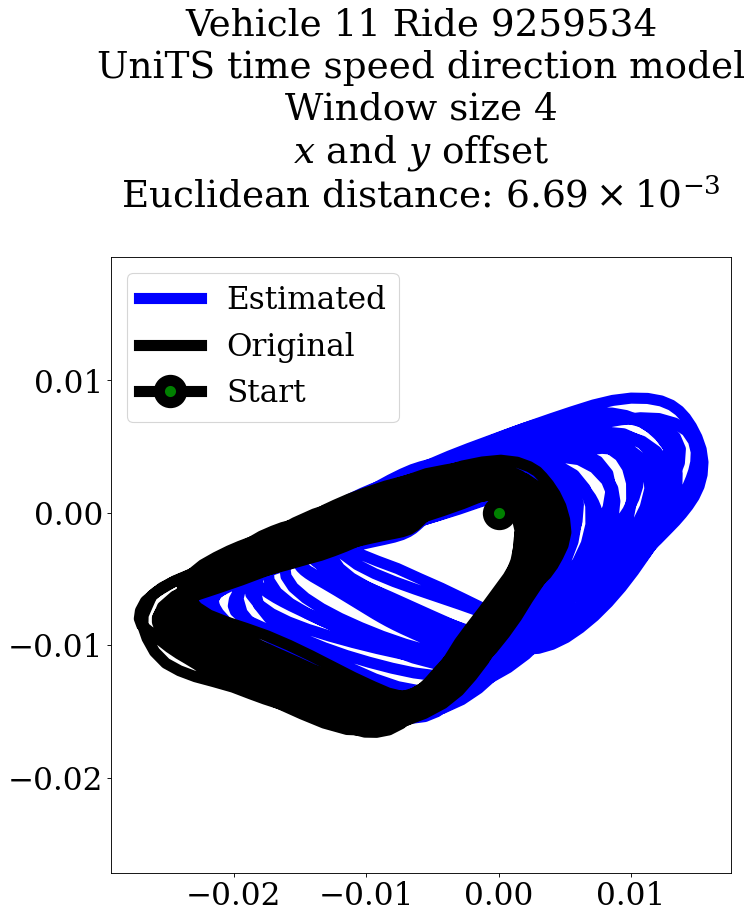 Vehicle 11 Ride 9259534
UniTS time speed direction model
Window size 4
x and y offset
Euclidean distance: 6.69 × 10⁻³
Estimated
Original
Start
0.01
0.00
−0.01
−0.02
−0.02 −0.01 0.00 0.01